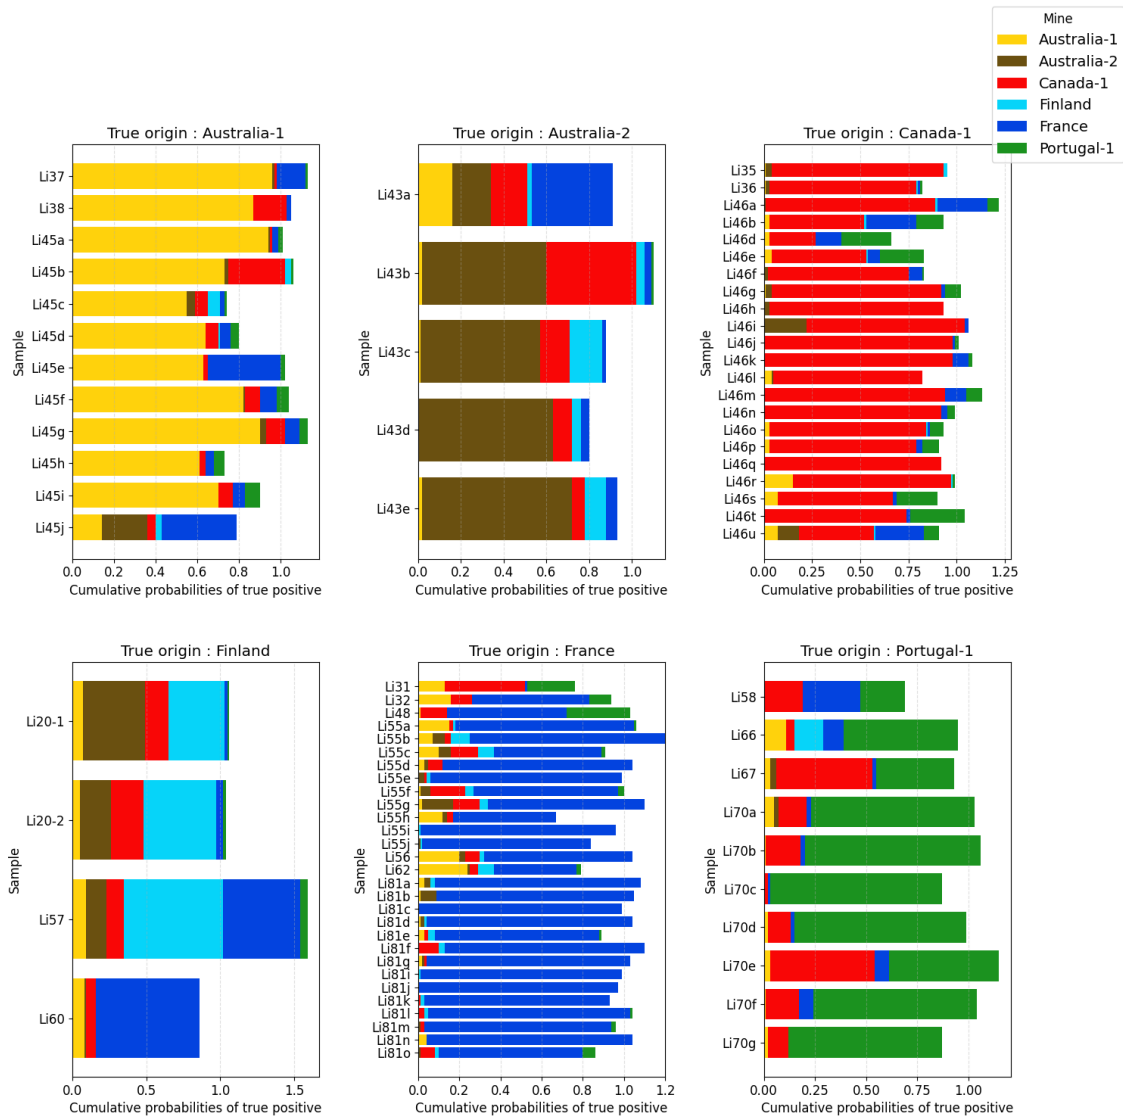 Mine
Australia-1
Australia-2
Canada-1
Finland
France
Portugal-1
True origin : Australia-1
Sample
Li37
Li38
Li45a
Li45b
Li45c
Li45d
Li45e
Li45f
Li45g
Li45h
Li45i
Li45j
0.0 0.2 0.4 0.6 0.8 1.0
Cumulative probabilities of true positive
True origin : Australia-2
Sample
Li43a
Li43b
Li43c
Li43d
Li43e
0.0 0.2 0.4 0.6 0.8 1.0
Cumulative probabilities of true positive
True origin : Canada-1
Sample
Li35
Li36
Li46a
Li46b
Li46d
Li46e
Li46f
Li46g
Li46h
Li46i
Li46j
Li46k
Li46l
Li46m
Li46n
Li46o
Li46p
Li46q
Li46r
Li46s
Li46t
Li46u
0.00 0.25 0.50 0.75 1.00 1.25
Cumulative probabilities of true positive
True origin : Finland
Sample
Li20-1
Li20-2
Li57
Li60
0.0 0.5 1.0 1.5
Cumulative probabilities of true positive
True origin : France
Sample
Li31
Li32
Li48
Li55a
Li55b
Li55c
Li55d
Li55e
Li55f
Li55g
Li55h
Li55i
Li55j
Li56
Li62
Li81a
Li81b
Li81c
Li81d
Li81e
Li81f
Li81g
Li81i
Li81j
Li81k
Li81l
Li81m
Li81n
Li81o
0.0 0.2 0.4 0.6 0.8 1.0 1.2
Cumulative probabilities of true positive
True origin : Portugal-1
Sample
Li58
Li66
Li67
Li70a
Li70b
Li70c
Li70d
Li70e
Li70f
Li70g
0.00 0.25 0.50 0.75 1.00
Cumulative probabilities of true positive